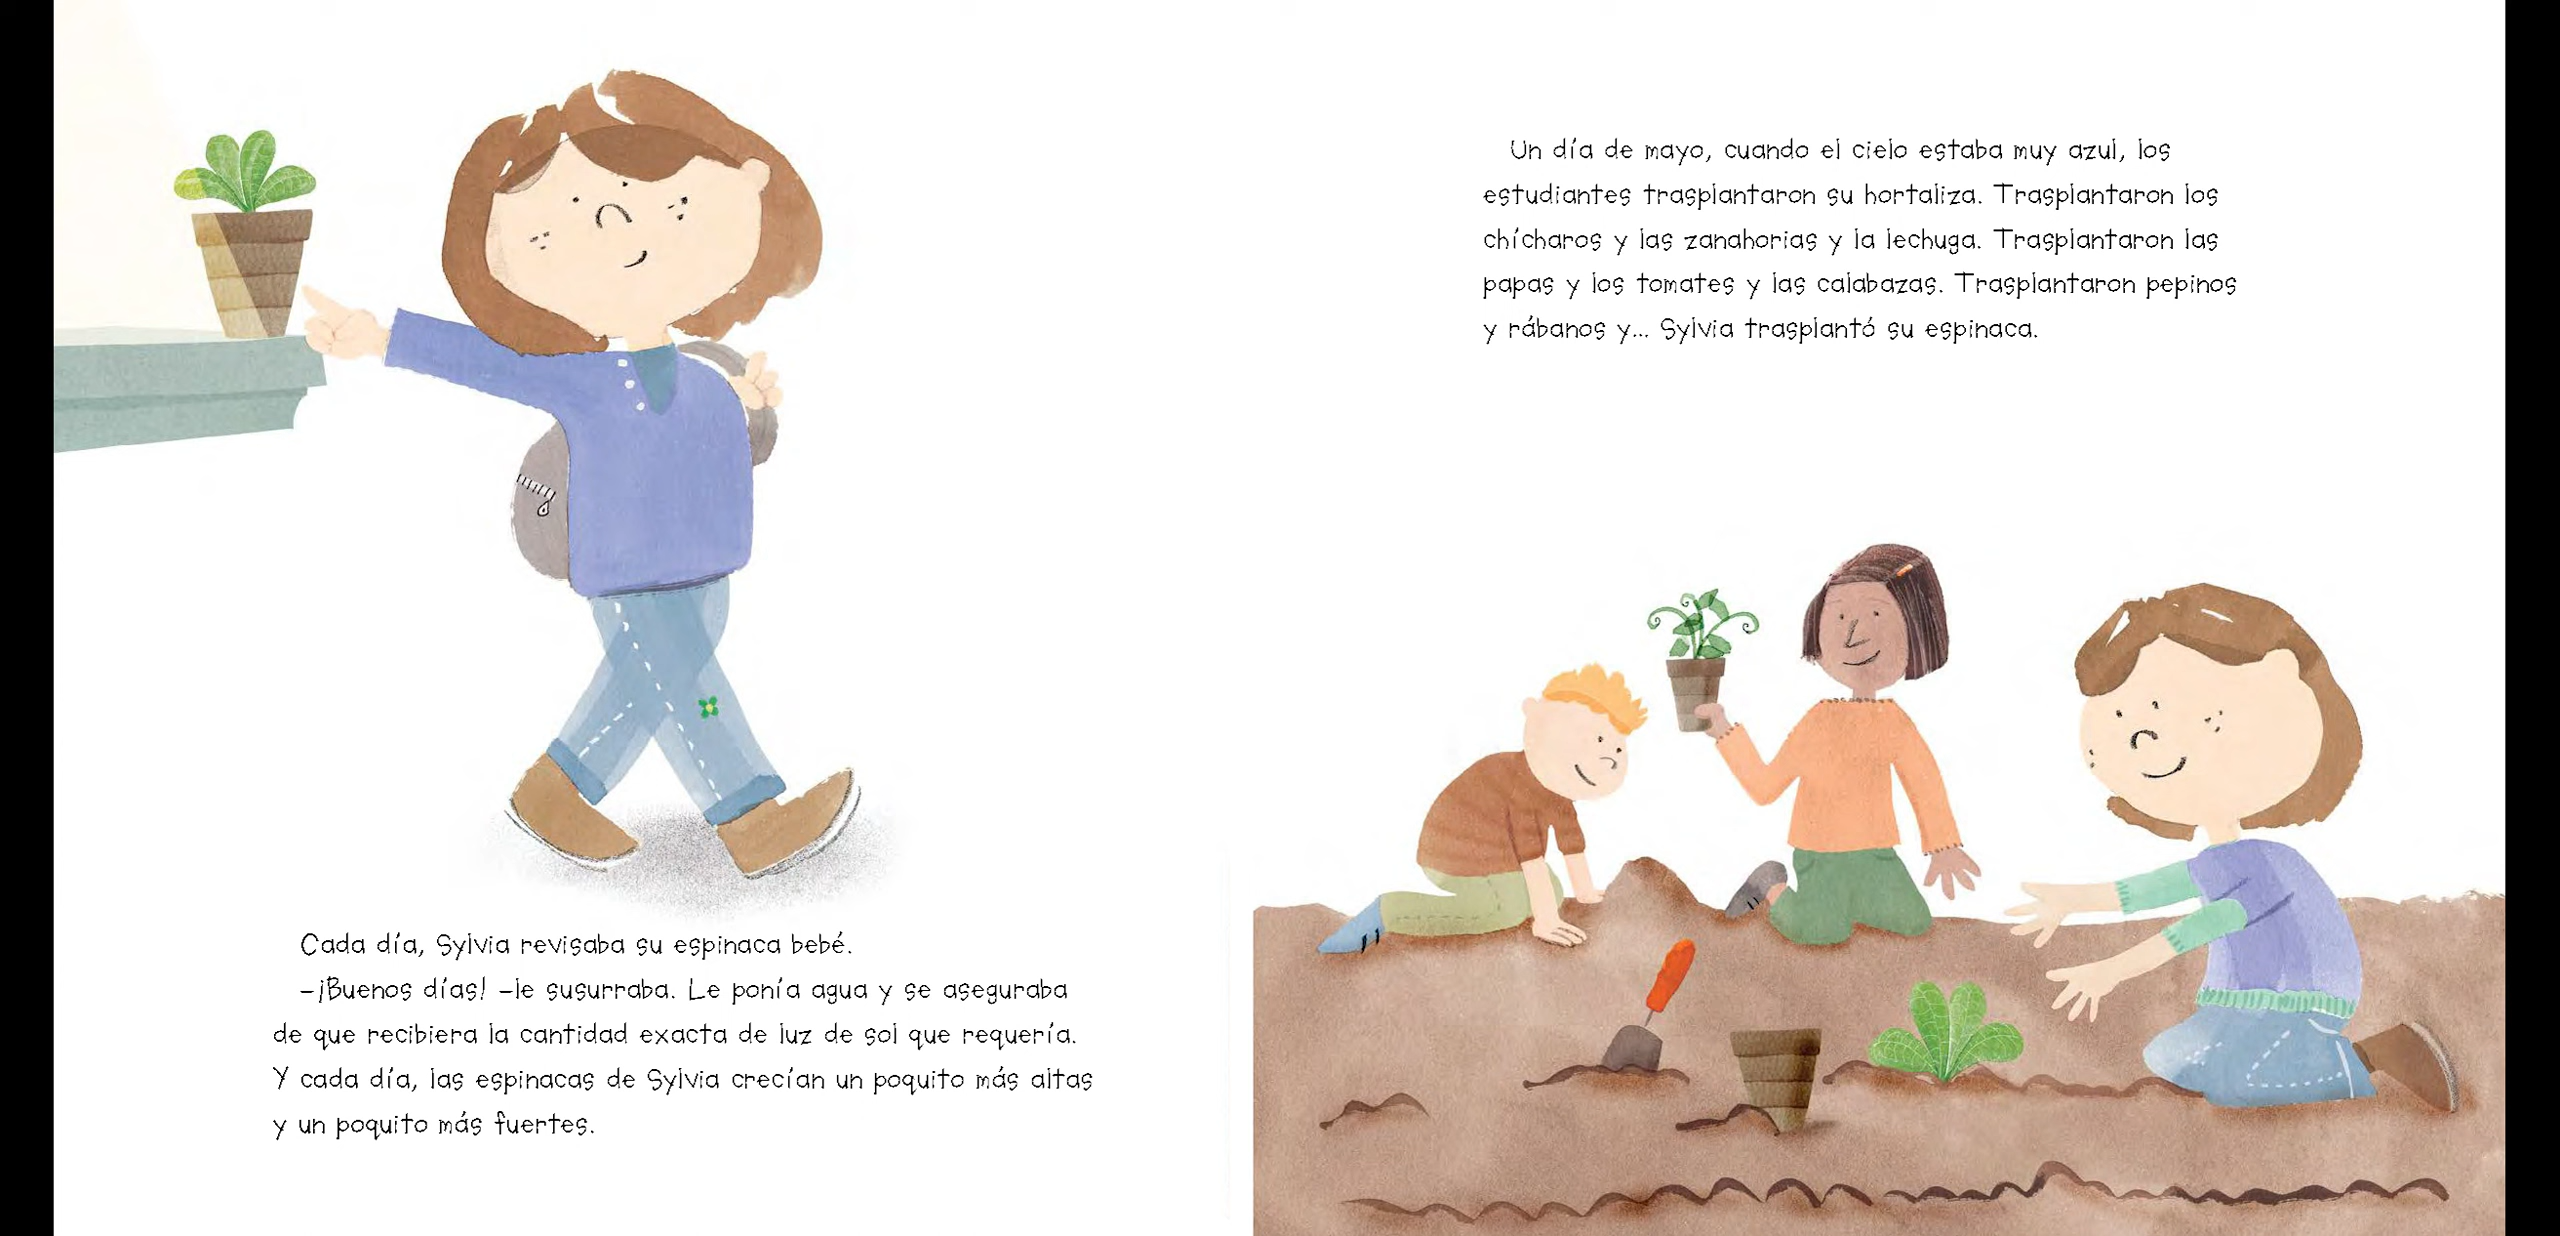 Cada día, Sylvia revisaba su espinaca bebé.
–¡Buenos días! –le susurraba. Le ponía agua y se aseguraba
de que recibiera la cantidad exacta de luz de sol que requería.
Y cada día, las espinacas de Sylvia crecían un poquito más altas
y un poquito más fuertes.
Un día de mayo, cuando el cielo estaba muy azul, los
estudiantes trasplantaron su hortaliza. Trasplantaron los
chícharos y las zanahorias y la lechuga. Trasplantaron las
papas y los tomates y las calabazas. Trasplantaron pepinos
y rábanos y... Sylvia trasplantó su espinaca.